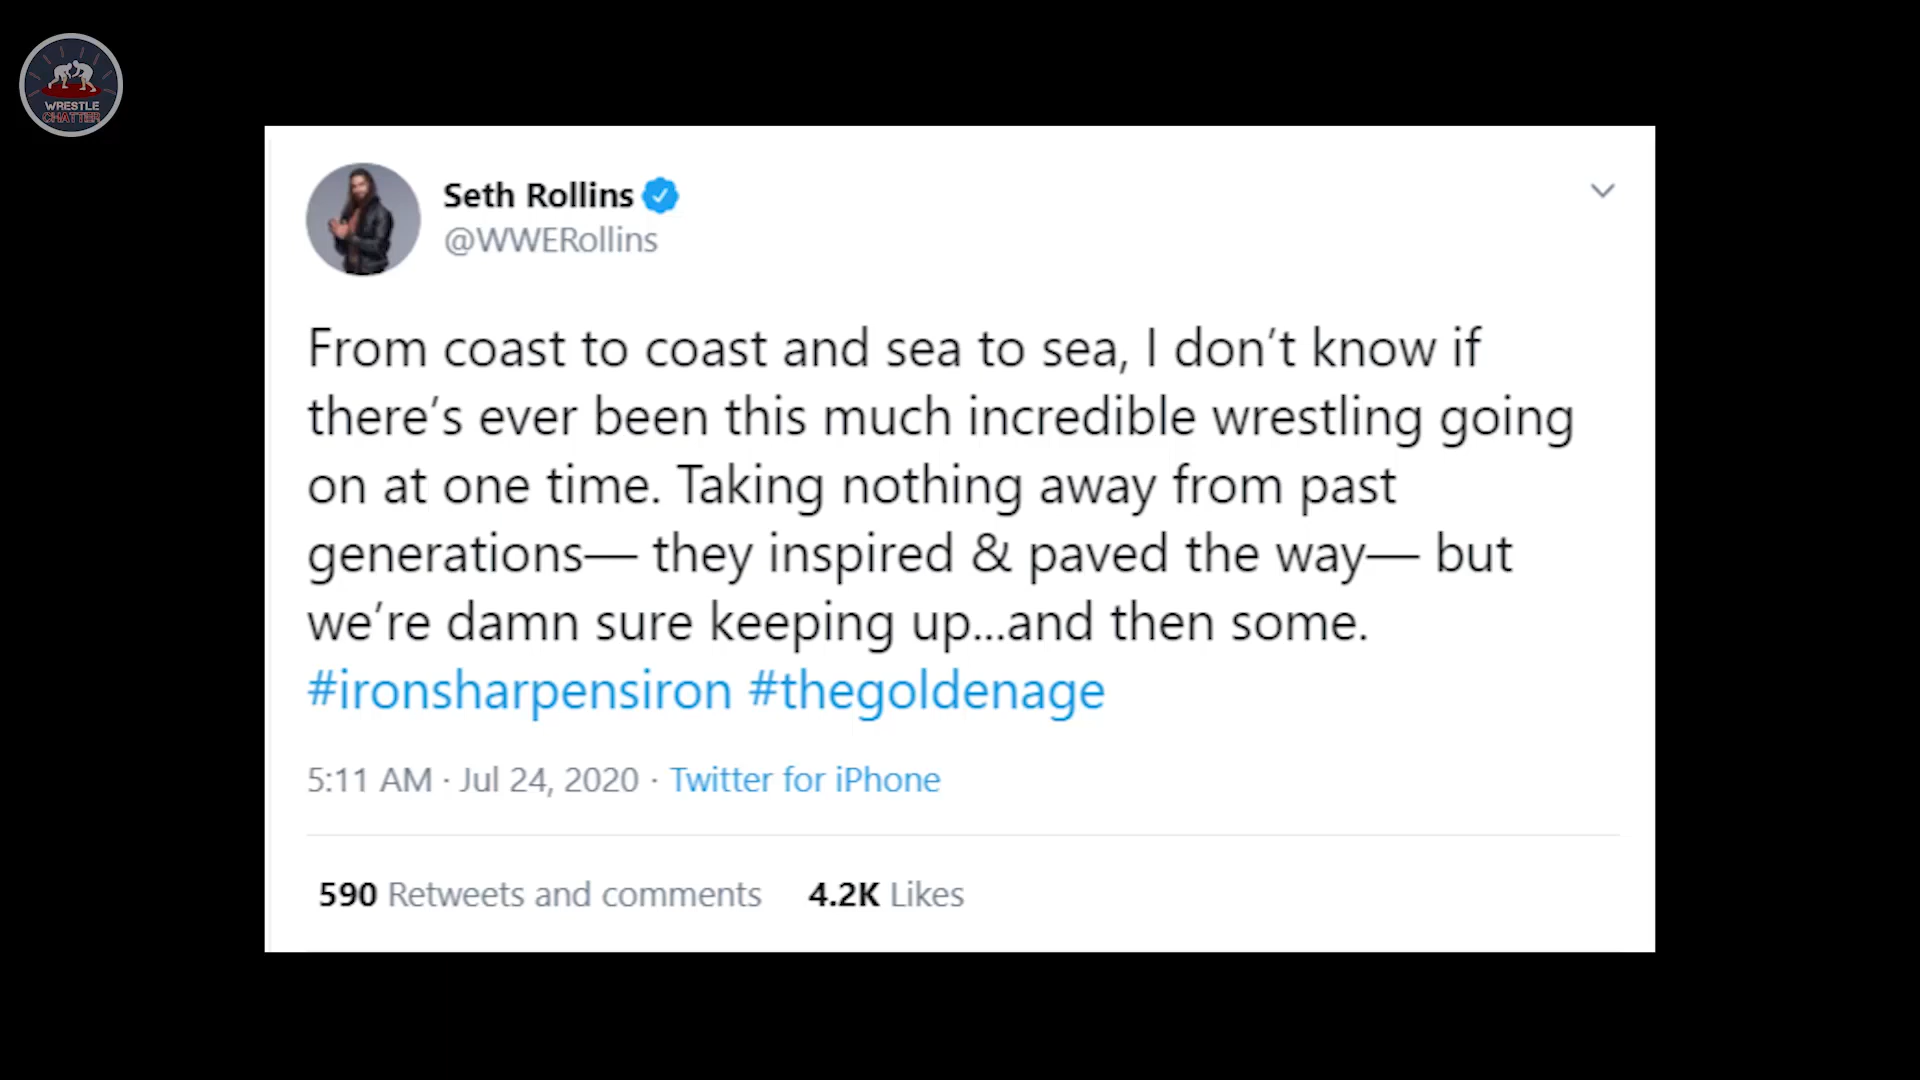 WRESTLE
CHATTER
Seth Rollins
@WWERollins
From coast to coast and sea to sea, I don’t know if
there’s ever been this much incredible wrestling going
on at one time. Taking nothing away from past
generations— they inspired & paved the way— but
we’re damn sure keeping up...and then some.
#ironsharpensiron #thegoldenage
5:11 AM · Jul 24, 2020 · Twitter for iPhone
590 Retweets and comments 4.2K Likes